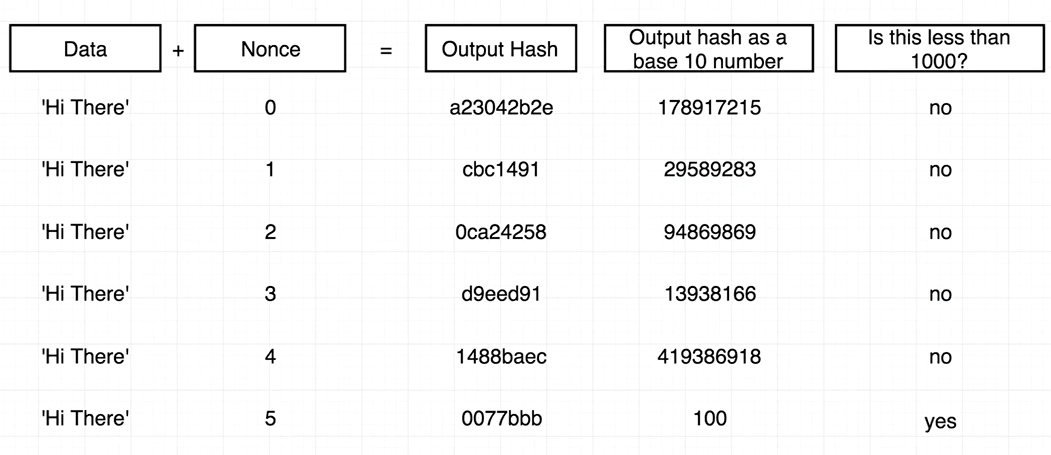 Data + Nonce = Output Hash Output hash as a base 10 number Is this less than 1000?
'Hi There' 0 a23042b2e 178917215 no
'Hi There' 1 cbc1491 29589283 no
'Hi There' 2 0ca24258 94869869 no
'Hi There' 3 d9eed91 13938166 no
'Hi There' 4 1488baec 419386918 no
'Hi There' 5 0077bbb 100 yes